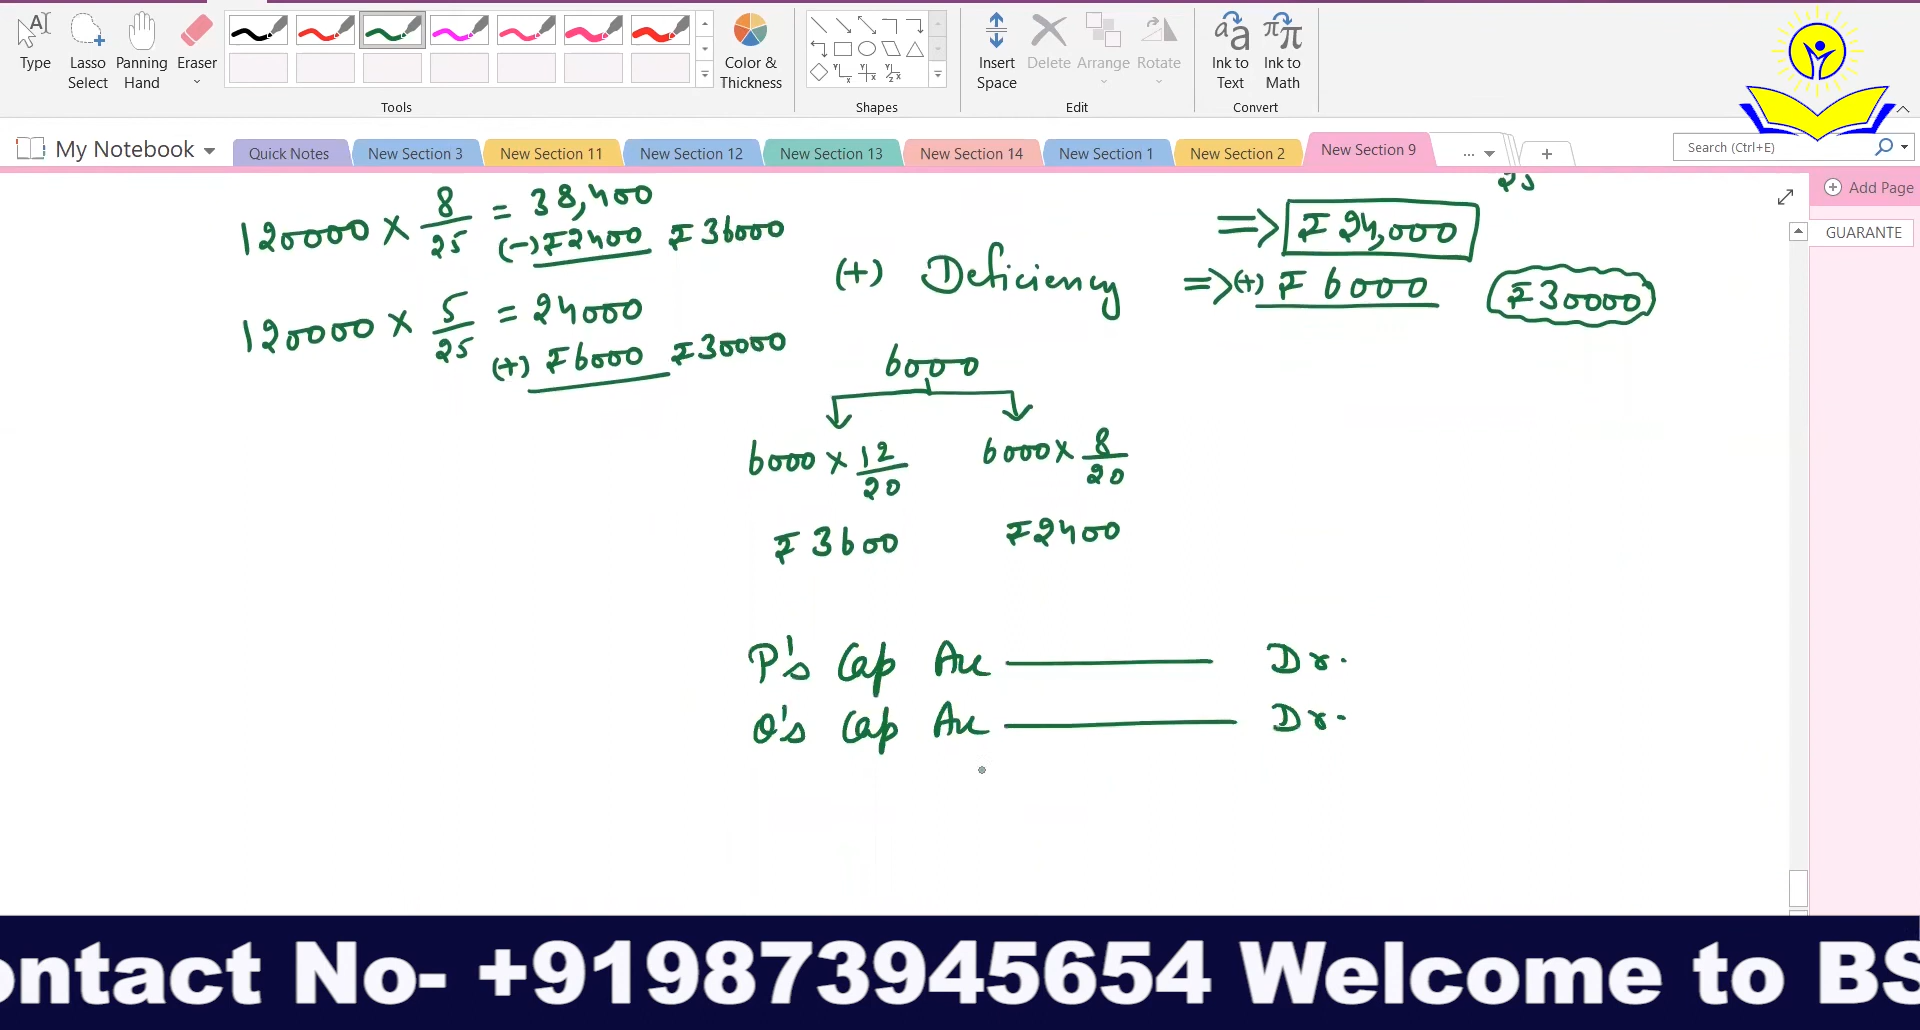 Type
Lasso Select
Panning Hand
Eraser
Color & Thickness
Insert Space
Delete
Arrange
Rotate
Ink to Text
Ink to Math
Tools
Shapes
Edit
Convert
My Notebook
Quick Notes
New Section 3
New Section 11
New Section 12
New Section 13
New Section 14
New Section 1
New Section 2
New Section 9
...
Search (Ctrl+E)
Add Page
GUARANTE
120000 × 8/25 = 38,400
(-) ₹2400 ₹36000
120000 × 5/25 = 24000
(+) ₹6000 ₹30000
=> ₹24,000
(+) Deficiency => (+) ₹6000 ₹30000
6000
6000 × 12/20 6000 × 8/20
₹3600 ₹2400
P's Cap A/c ——— Dr.
Q's Cap A/c ——— Dr.
ontact No- +919873945654 Welcome to BS